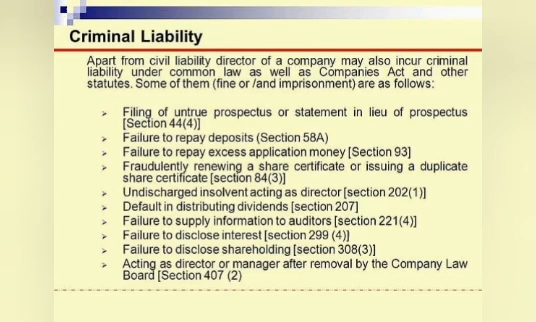 Criminal Liability
Apart from civil liability director of a company may also incur criminal
liability under common law as well as Companies Act and other
statutes. Some of them (fine or /and imprisonment) are as follows:
➢ Filing of untrue prospectus or statement in lieu of prospectus
[Section 44(4)]
➢ Failure to repay deposits (Section 58A)
➢ Failure to repay excess application money [Section 93]
➢ Fraudulently renewing a share certificate or issuing a duplicate
share certificate [section 84(3)]
➢ Undischarged insolvent acting as director [section 202(1)]
➢ Default in distributing dividends [section 207]
➢ Failure to supply information to auditors [section 221(4)]
➢ Failure to disclose interest [section 299 (4)]
➢ Failure to disclose shareholding [section 308(3)]
➢ Acting as director or manager after removal by the Company Law
Board [Section 407 (2)